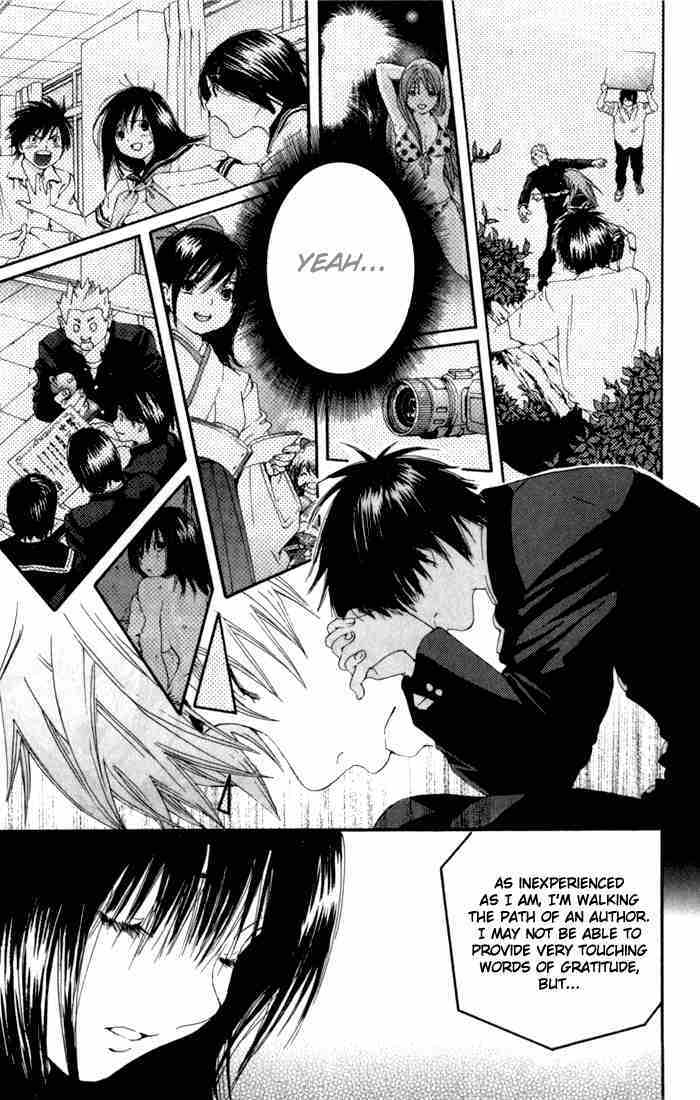 YEAH...
AS INEXPERIENCED
AS I AM, I'M WALKING
THE PATH OF AN AUTHOR.
I MAY NOT BE ABLE TO
PROVIDE VERY TOUCHING
WORDS OF GRATITUDE,
BUT...